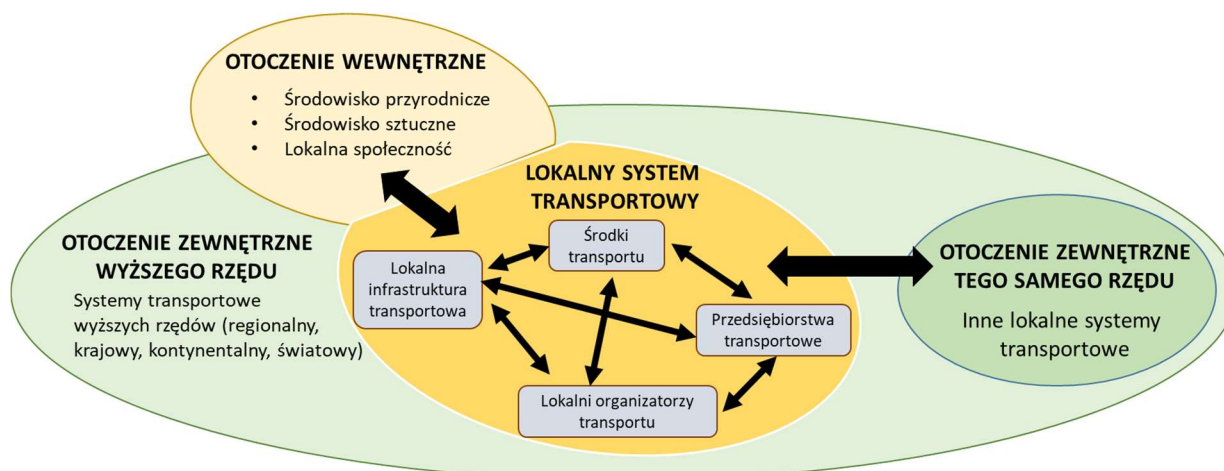 OTOCZENIE WEWNĘTRZNE
• Środowisko przyrodnicze
• Środowisko sztuczne
• Lokalna społeczność
LOKALNY SYSTEM
TRANSPORTOWY
Środki
transportu
Lokalna
infrastruktura
transportowa
Przedsiębiorstwa
transportowe
Lokalni organizatorzy
transportu
OTOCZENIE ZEWNĘTRZNE
WYŻSZEGO RZĘDU
Systemy transportowe
wyższych rzędów (regionalny,
krajowy, kontynentalny, światowy)
OTOCZENIE ZEWNĘTRZNE
TEGO SAMEGO RZĘDU
Inne lokalne systemy
transportowe